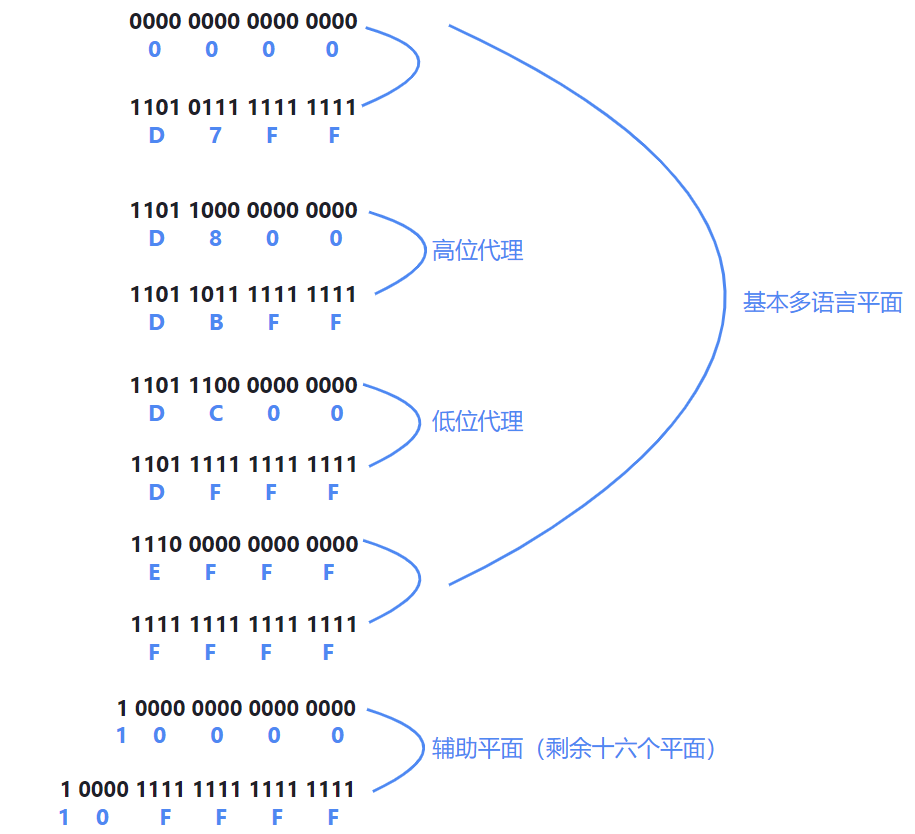 0000 0000 0000 0000
0 0 0 0
1101 0111 1111 1111
D 7 F F
1101 1000 0000 0000
D 8 0 0
高位代理
1101 1011 1111 1111
D B F F
基本多语言平面
1101 1100 0000 0000
D C 0 0
低位代理
1101 1111 1111 1111
D F F F
1110 0000 0000 0000
E F F F
1111 1111 1111 1111
F F F F
1 0000 0000 0000 0000
1 0 0 0 0
辅助平面（剩余十六个平面）
1 0000 1111 1111 1111 1111
1 0 F F F F